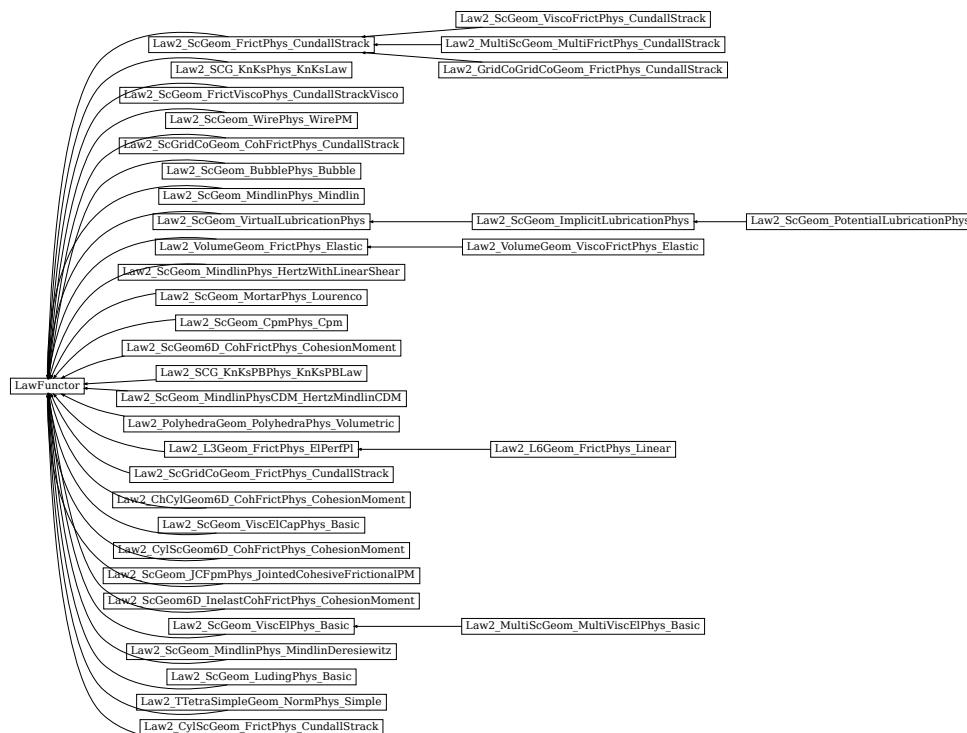 Law2_ScGeom_ViscoFrictPhys_CundallStrack
Law2_ScGeom_FrictPhys_CundallStrack
Law2_MultiScGeom_MultiFrictPhys_CundallStrack
Law2_SCG_KnKsPhys_KnKsLaw
Law2_GridCoGridCoGeom_FrictPhys_CundallStrack
Law2_ScGeom_FrictViscoPhys_CundallStrackVisco
Law2_ScGeom_WirePhys_WirePM
Law2_ScGridCoGeom_CohFrictPhys_CundallStrack
Law2_ScGeom_BubblePhys_Bubble
Law2_ScGeom_MindlinPhys_Mindlin
Law2_ScGeom_VirtualLubricationPhys
Law2_ScGeom_ImplicitLubricationPhys
Law2_ScGeom_PotentialLubricationPhys
Law2_VolumeGeom_FrictPhys_Elastic
Law2_VolumeGeom_ViscoFrictPhys_Elastic
Law2_ScGeom_MindlinPhys_HertzWithLinearShear
Law2_ScGeom_MortarPhys_Lourenco
Law2_ScGeom_CpmPhys_Cpm
Law2_ScGeom6D_CohFrictPhys_CohesionMoment
Law2_SCG_KnKsPBPhys_KnKsPBLaw
LawFunctor
Law2_ScGeom_MindlinPhysCDM_HertzMindlinCDM
Law2_PolyhedraGeom_PolyhedraPhys_Volumetric
Law2_L3Geom_FrictPhys_ElPerfPl
Law2_L6Geom_FrictPhys_Linear
Law2_ScGridCoGeom_FrictPhys_CundallStrack
Law2_ChCylGeom6D_CohFrictPhys_CohesionMoment
Law2_ScGeom_ViscElCapPhys_Basic
Law2_CylScGeom6D_CohFrictPhys_CohesionMoment
Law2_ScGeom_JCFpmPhys_JointedCohesiveFrictionalPM
Law2_ScGeom6D_InelastCohFrictPhys_CohesionMoment
Law2_ScGeom_ViscElPhys_Basic
Law2_MultiScGeom_MultiViscElPhys_Basic
Law2_ScGeom_MindlinPhys_MindlinDeresiewitz
Law2_ScGeom_LudingPhys_Basic
Law2_TTetraSimpleGeom_NormPhys_Simple
Law2_CylScGeom_FrictPhys_CundallStrack